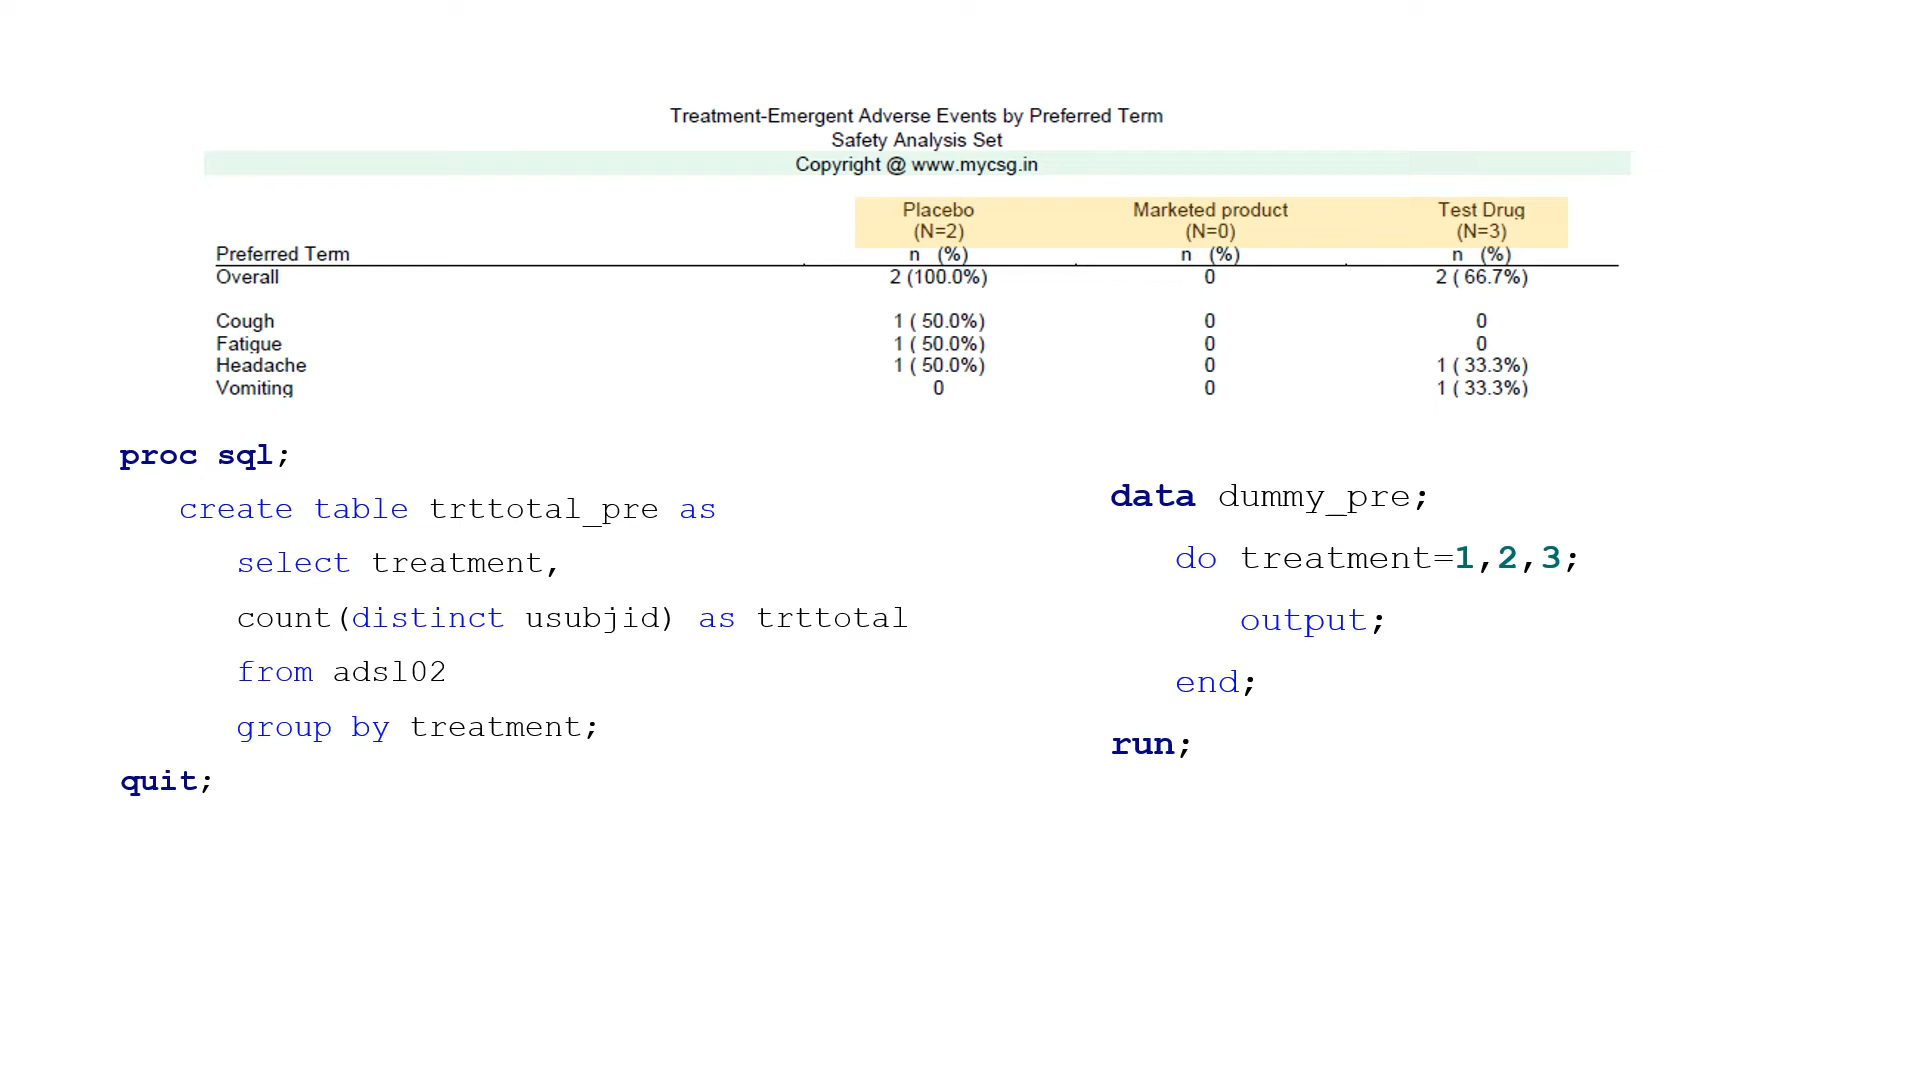 Treatment-Emergent Adverse Events by Preferred Term
Safety Analysis Set
Copyright @ www.mycsg.in
Placebo Marketed product Test Drug
(N=2) (N=0) (N=3)
Preferred Term n (%) n (%) n (%)
Overall 2 (100.0%) 0 2 ( 66.7%)
Cough 1 ( 50.0%) 0 0
Fatigue 1 ( 50.0%) 0 0
Headache 1 ( 50.0%) 0 1 ( 33.3%)
Vomiting 0 0 1 ( 33.3%)
proc sql;
create table trttotal_pre as
select treatment,
count(distinct usubjid) as trttotal
from adsl02
group by treatment;
quit;
data dummy_pre;
do treatment=1,2,3;
output;
end;
run;